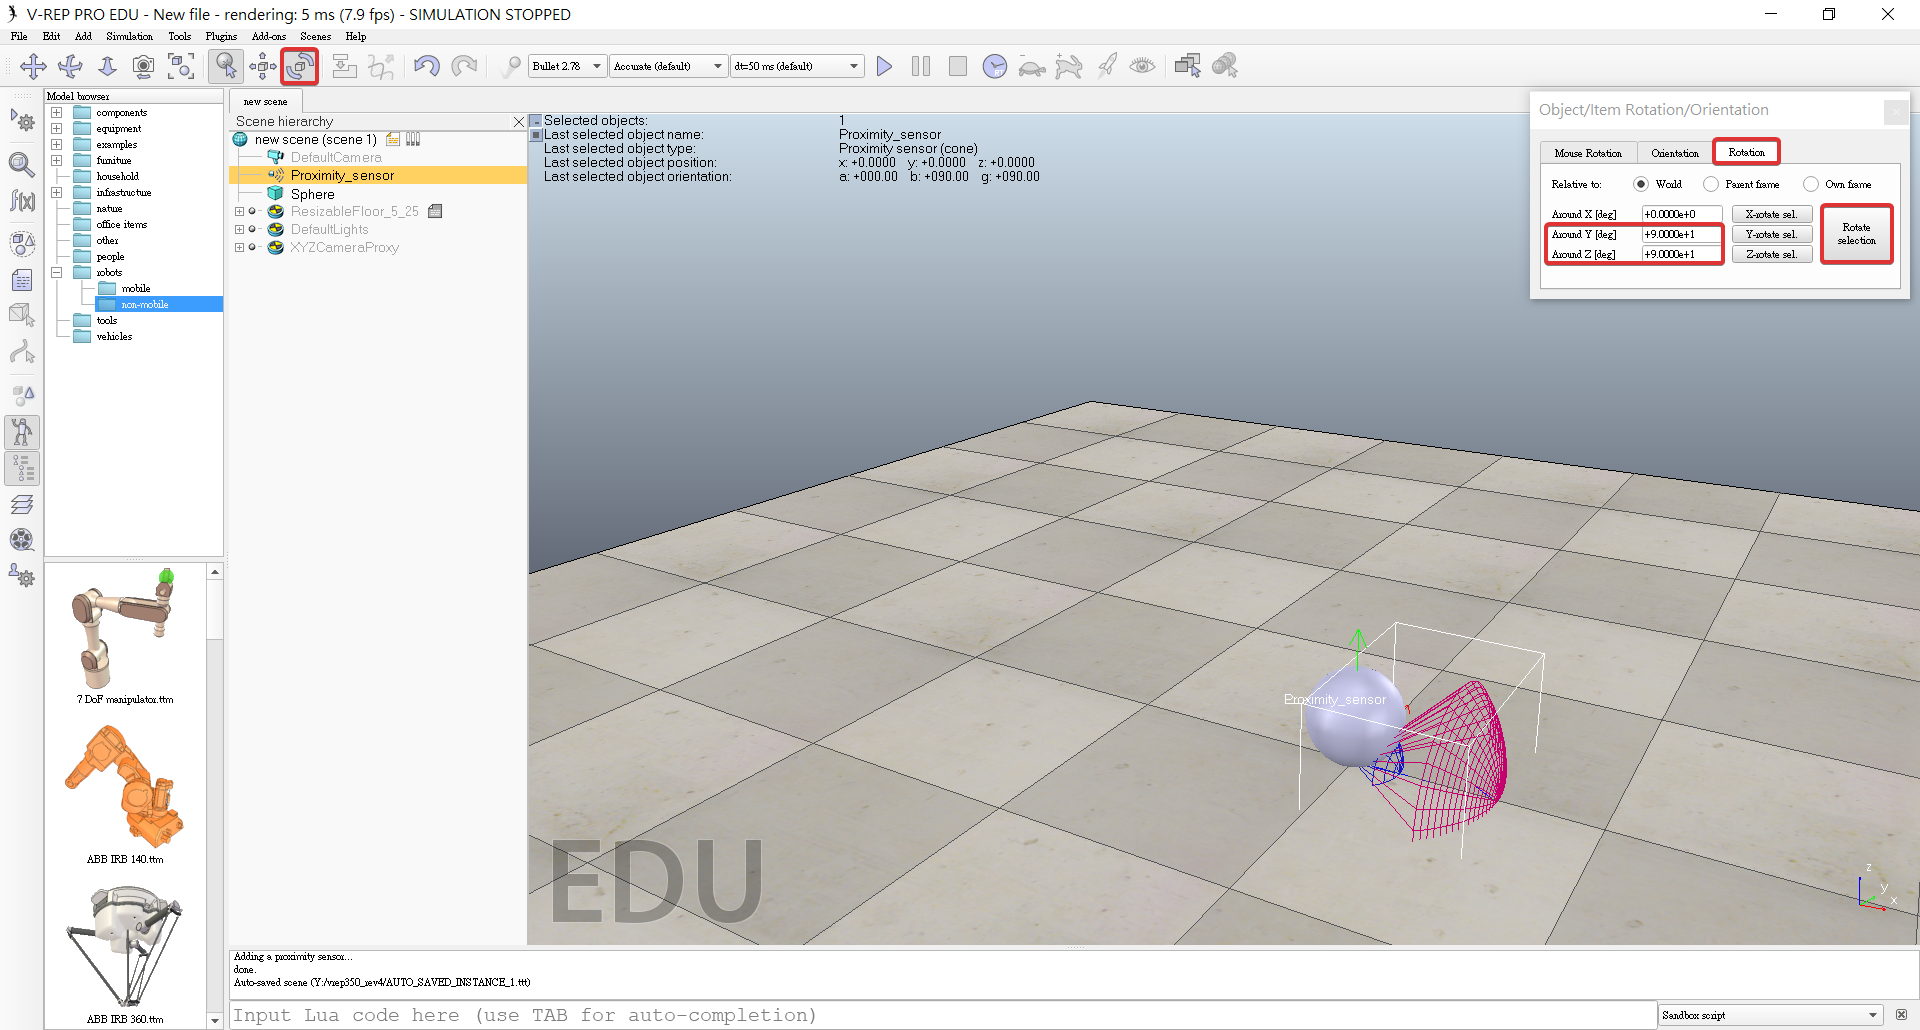 V-REP PRO EDU - New file - rendering: 5 ms (7.9 fps) - SIMULATION STOPPED
File Edit Add Simulation Tools Plugins Add-ons Scenes Help
Bullet 2.78 Accurate (default) dt=50 ms (default)
Model browser
components
equipment
examples
furniture
household
infrastructure
nature
office items
other
people
robots
mobile
non-mobile
tools
vehicles
7 DoF manipulator.ttm
ABB IRB 140.ttm
ABB IRB 360.ttm
new scene
Scene hierarchy
new scene (scene 1)
DefaultCamera
Proximity_sensor
Sphere
ResizableFloor_5_25
DefaultLights
XYZCameraProxy
Selected objects: 1
Last selected object name: Proximity_sensor
Last selected object type: Proximity sensor (cone)
Last selected object position: x: +0.0000 y: +0.0000 z: +0.0000
Last selected object orientation: a: +000.00 b: +090.00 g: +090.00
Object/Item Rotation/Orientation
Mouse Rotation Orientation Rotation
Relative to: World Parent frame Own frame
Around X [deg] +0.0000e+0 X-rotate sel.
Around Y [deg] +9.0000e+1 Y-rotate sel.
Around Z [deg] +9.0000e+1 Z-rotate sel.
Rotate
selection
Proximity_sensor
EDU
z
y
x
Adding a proximity sensor...
done.
Auto-saved scene (Y:/vrep350_rev4/AUTO_SAVED_INSTANCE_1.ttt)
Input Lua code here (use TAB for auto-completion)
Sandbox script